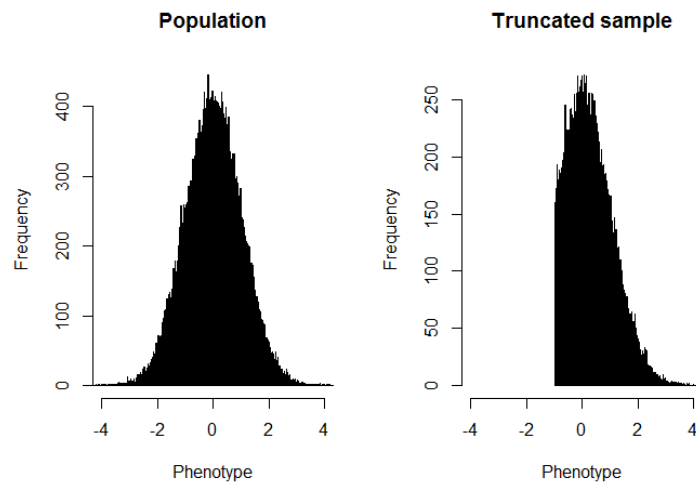 Population
Frequency
400
300
200
100
0
-4 -2 0 2 4
Phenotype
Truncated sample
Frequency
250
200
150
100
50
0
-4 -2 0 2 4
Phenotype